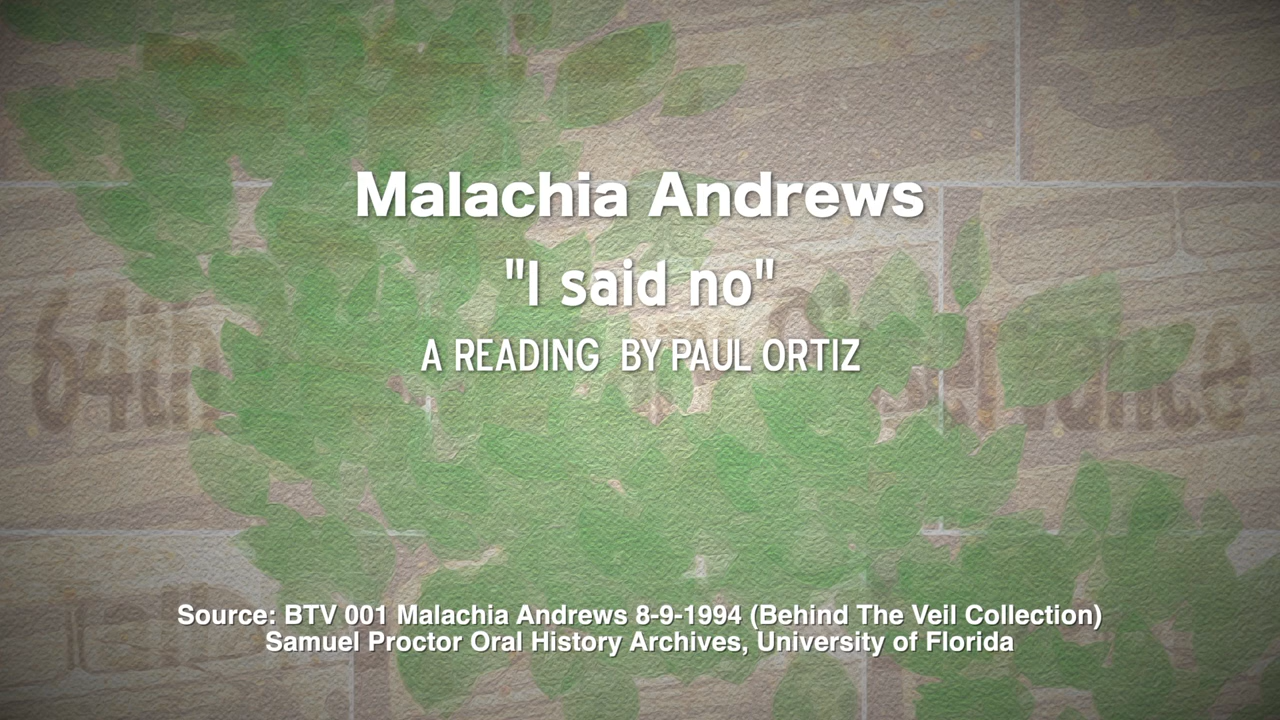 Malachia Andrews
"I said no"
A READING BY PAUL ORTIZ
64th
Source: BTV 001 Malachia Andrews 8-9-1994 (Behind The Veil Collection)
Samuel Proctor Oral History Archives, University of Florida